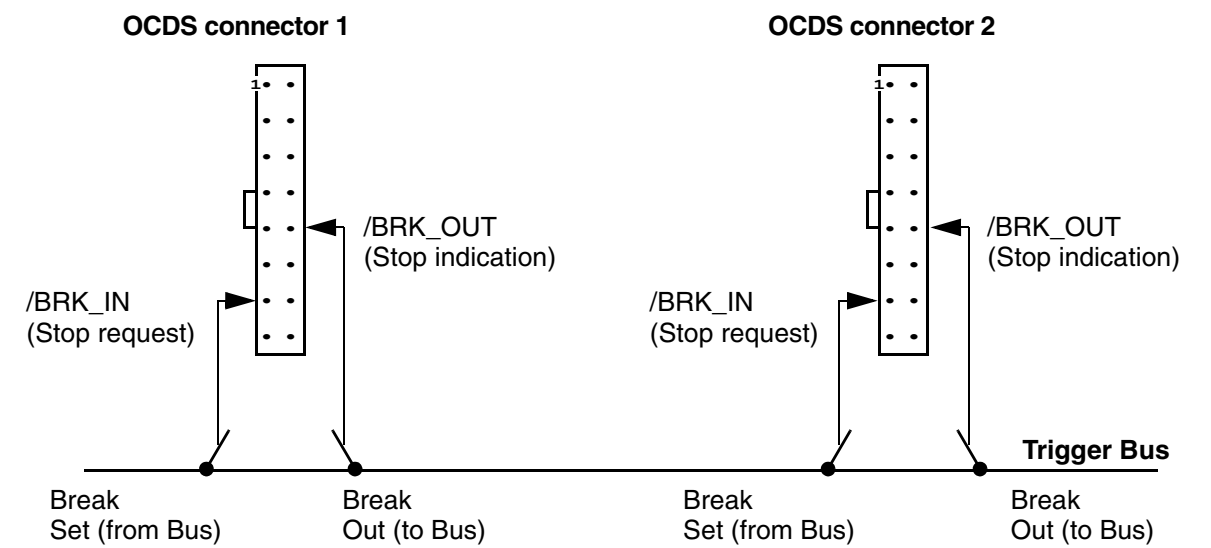 OCDS connector 1
OCDS connector 2
1
1
/BRK_OUT
(Stop indication)
/BRK_OUT
(Stop indication)
/BRK_IN
(Stop request)
/BRK_IN
(Stop request)
Trigger Bus
Break
Set (from Bus)
Break
Out (to Bus)
Break
Set (from Bus)
Break
Out (to Bus)